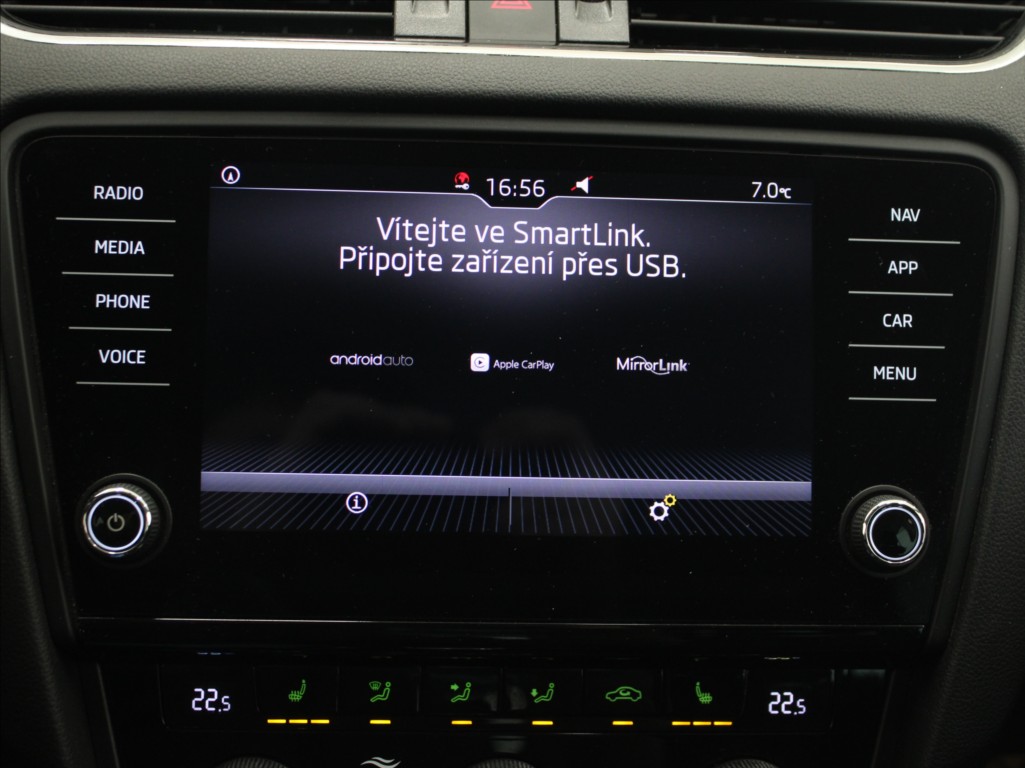 RADIO
MEDIA
PHONE
VOICE
16:56
7.0°C
Vítejte ve SmartLink.
Připojte zařízení přes USB.
androidauto
Apple CarPlay
MirrorLink
NAV
APP
CAR
MENU
22.5
22.5